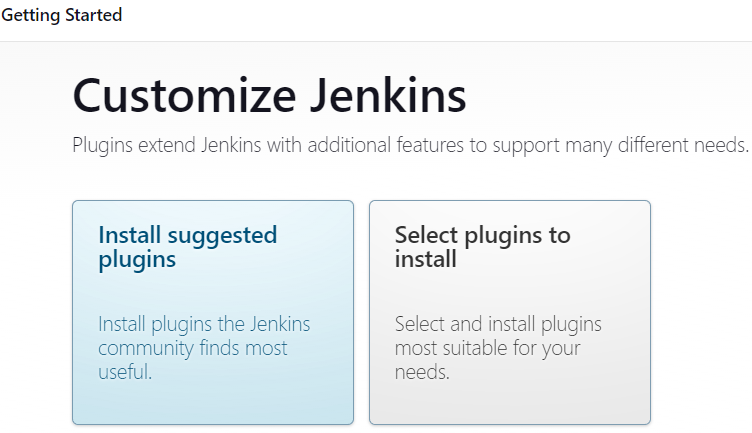 Getting Started
Customize Jenkins
Plugins extend Jenkins with additional features to support many different needs.
Install suggested
plugins
Install plugins the Jenkins
community finds most
useful.
Select plugins to
install
Select and install plugins
most suitable for your
needs.